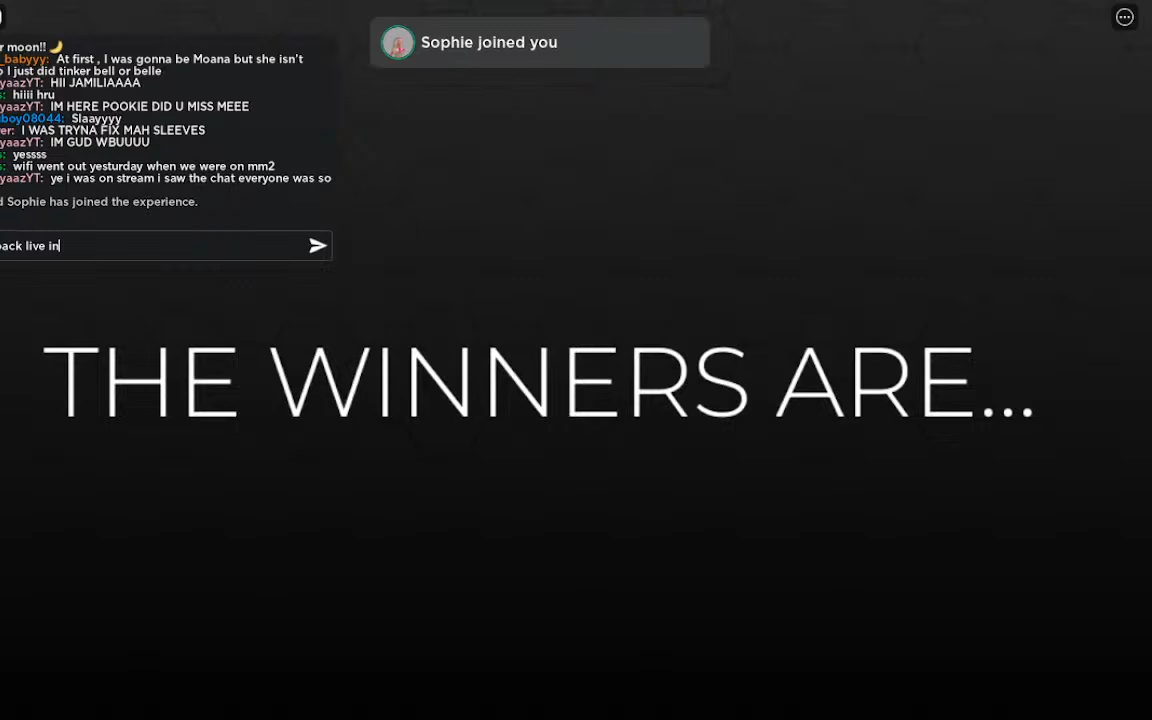 Sophie joined you
r moon!! 🌙
_babyyy: At first , I was gonna be Moana but she isn't
o I just did tinker bell or belle
yaazYT: HII JAMILIAAAA
s: hiiii hru
yaazYT: IM HERE POOKIE DID U MISS MEEE
iboy08044: Slaayyyy
er: I WAS TRYNA FIX MAH SLEEVES
yaazYT: IM GUD WBUUUU
s: yessss
s: wifi went out yesturday when we were on mm2
yaazYT: ye i was on stream i saw the chat everyone was so
d Sophie has joined the experience.
back live in
THE WINNERS ARE...